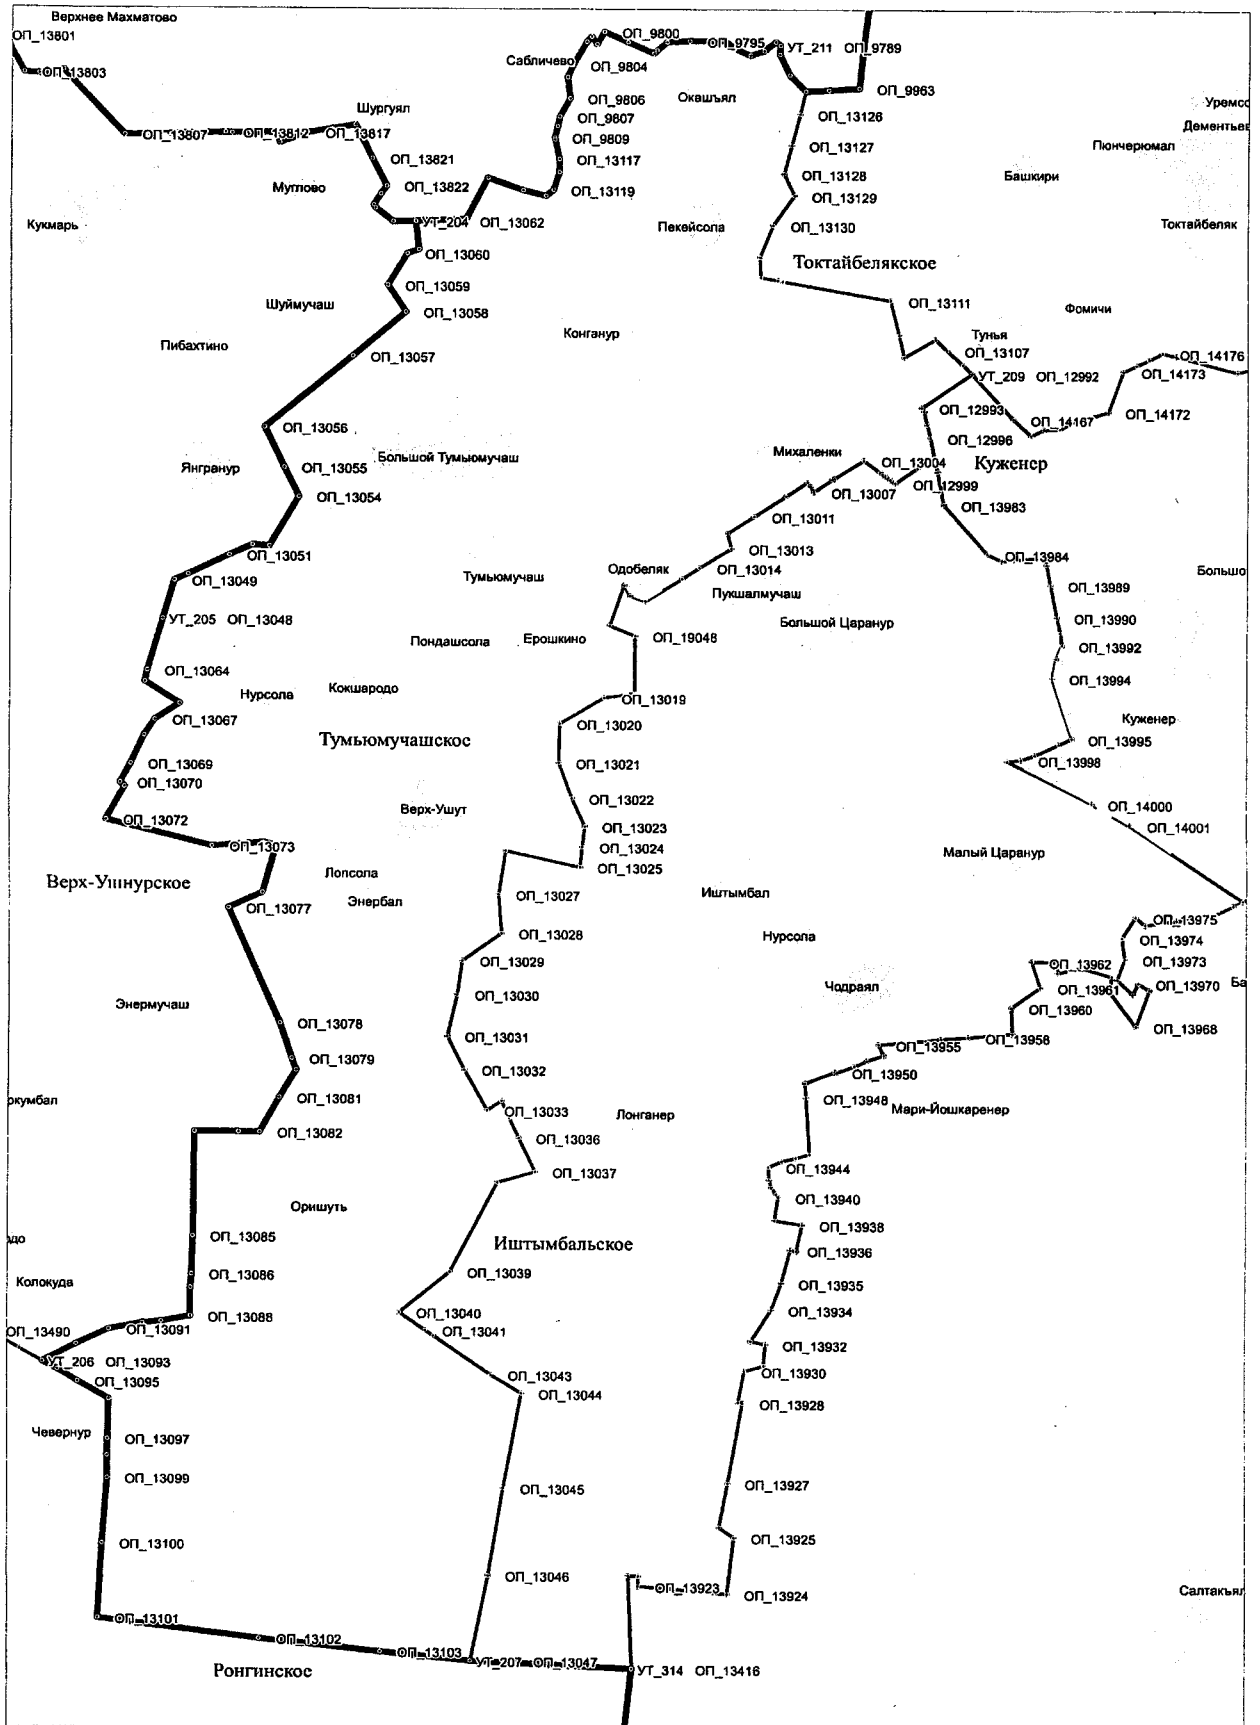 Верхнее Махматово
ОП_13801
ОП_9800
ОП_9795
УТ_211 ОП_9789
ОП_13803
Сабличево
ОП_9804
ОП_9963
ОП_9806
Окашъял
Шургуял
ОП_9807
ОП_13126
ОП_13807
ОП_13812
ОП_13817
ОП_9809
Пюнчерюмал
ОП_13127
ОП_13821
ОП_13117
ОП_13128
Башкири
Муглово
ОП_13822
ОП_13119
ОП_13129
Кукмарь
УТ_204
ОП_13062
Пекейсола
ОП_13130
Токтайбеляк
ОП_13060
Токтайбелякское
ОП_13059
Шуймучаш
ОП_13058
ОП_13111
Фомичи
Конганур
Тунья
Пибахтино
ОП_13057
ОП_13107
ОП_14176
УТ_209 ОП_12992
ОП_14173
ОП_12993
ОП_14167
ОП_14172
ОП_13056
ОП_12996
Большой Тумьюмучаш
Михаленки
Янгранур
ОП_13055
ОП_13004
Куженер
ОП_13054
ОП_13007
ОП_12999
ОП_13983
ОП_13011
ОП_13051
ОП_13013
ОП_13984
ОП_13049
Тумьюмучаш
Одобеляк
ОП_13014
Большо
ОП_13989
Пукшалмучаш
УТ_205 ОП_13048
Большой Царанур
ОП_13990
Пондашсола
Ерошкино
ОП_19048
ОП_13992
ОП_13064
ОП_13994
Нурсола
Кокшародо
ОП_13019
ОП_13067
ОП_13020
Куженер
Тумьюмучашское
ОП_13995
ОП_13069
ОП_13021
ОП_13998
ОП_13070
ОП_13022
ОП_14000
Верх-Ушут
ОП_13072
ОП_13023
ОП_14001
ОП_13073
ОП_13024
Малый Царанур
ОП_13025
Лопсола
Верх-Ушнурское
Иштымбал
ОП_13027
Энербал
ОП_13077
ОП_13975
ОП_13028
Нурсола
ОП_13974
ОП_13029
ОП_13962
ОП_13973
Чодраял
ОП_13961
ОП_13970
Ба
ОП_13030
Энермучаш
ОП_13960
ОП_13078
ОП_13968
ОП_13031
ОП_13958
ОП_13955
ОП_13079
ОП_13032
ОП_13950
ОП_13081
ркумбал
ОП_13948
Мари-Йошкаренер
ОП_13033
Лонганер
ОП_13082
ОП_13036
ОП_13037
ОП_13944
ОП_13940
Оришуть
ОП_13938
ОП_13085
Иштымбальское
ОП_13936
ОП_13086
ОП_13039
Колокуда
ОП_13935
ОП_13088
ОП_13040
ОП_13934
ОП_13490
ОП_13091
ОП_13041
ОП_13932
УТ_206 ОП_13093
ОП_13043
ОП_13930
ОП_13095
ОП_13044
ОП_13928
Чевернур
ОП_13097
ОП_13099
ОП_13045
ОП_13927
ОП_13100
ОП_13925
ОП_13046
ОП_13923
ОП_13924
Салтакъял
ОП_13101
ОП_13102
ОП_13103
УТ_207
ОП_13047
УТ_314 ОП_13416
Ронгинское